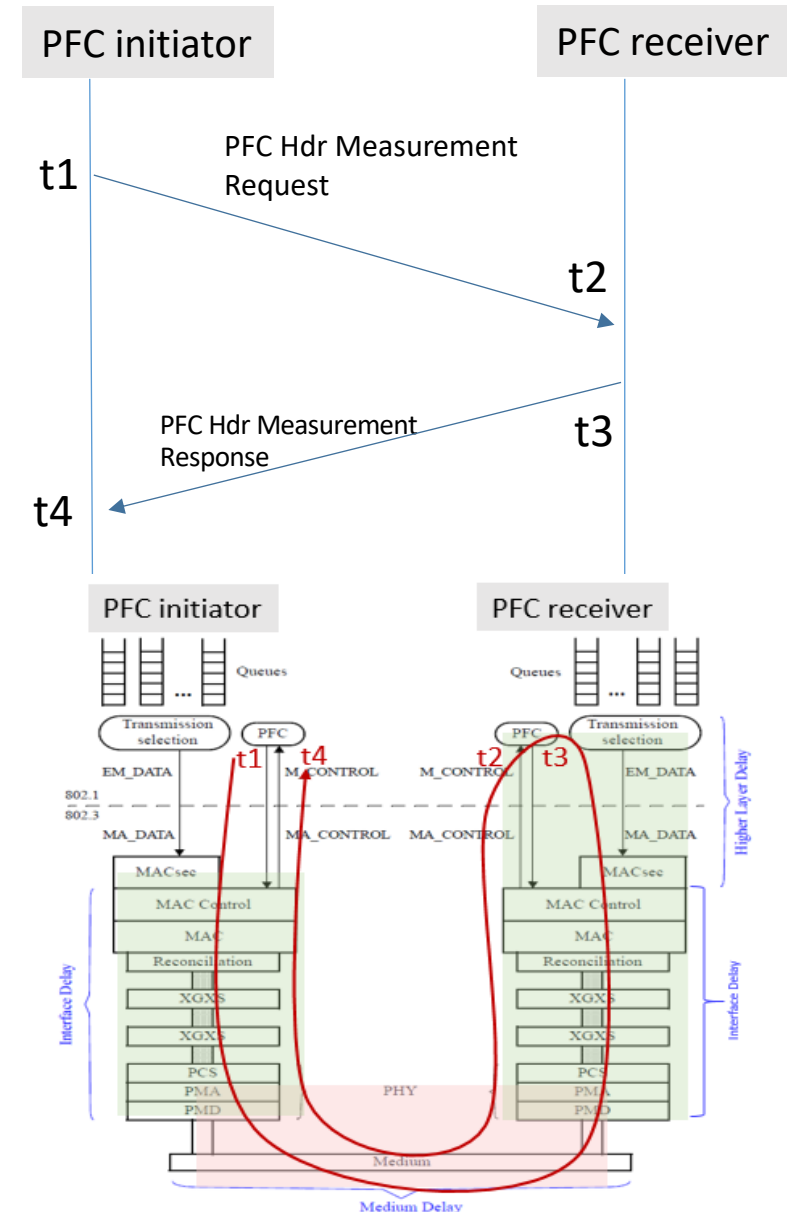 PFC initiator
PFC receiver
PFC Hdr Measurement
Request
t1
t2
PFC Hdr Measurement
Response
t3
t4
PFC initiator
PFC receiver
Queues
Queues
...
...
Transmission
selection
PFC
PFC
Transmission
selection
t1
t4
t2
t3
EM_DATA
M_CONTROL
M_CONTROL
EM_DATA
802.1
802.3
MA_DATA
MA_CONTROL
MA_CONTROL
MA_DATA
Higher Layer Delay
MACsec
MACsec
MAC Control
MAC Control
MAC
MAC
Reconciliation
Reconciliation
XGXS
XGXS
XGXS
XGXS
Interface Delay
Interface Delay
PCS
PCS
PMA
PHY
PMA
PMD
PMD
Medium
Medium Delay